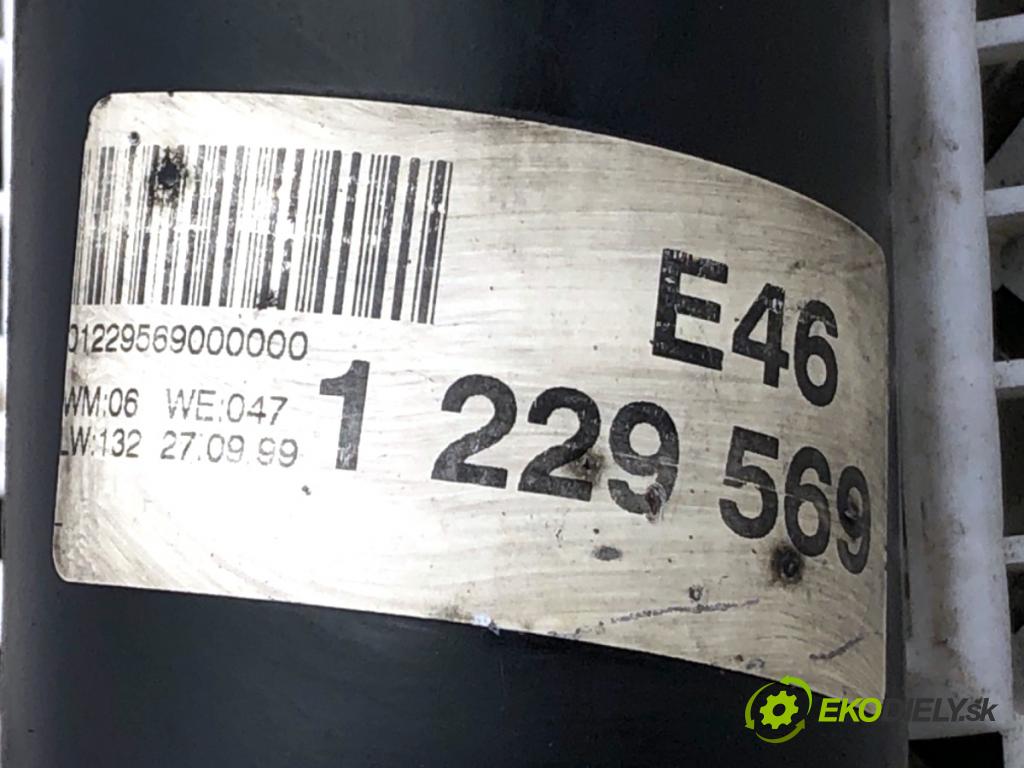 E46
01229569000000
1 229 569
WM:06 WE:047
LW:132 27.09.99
EKODIELY.sk